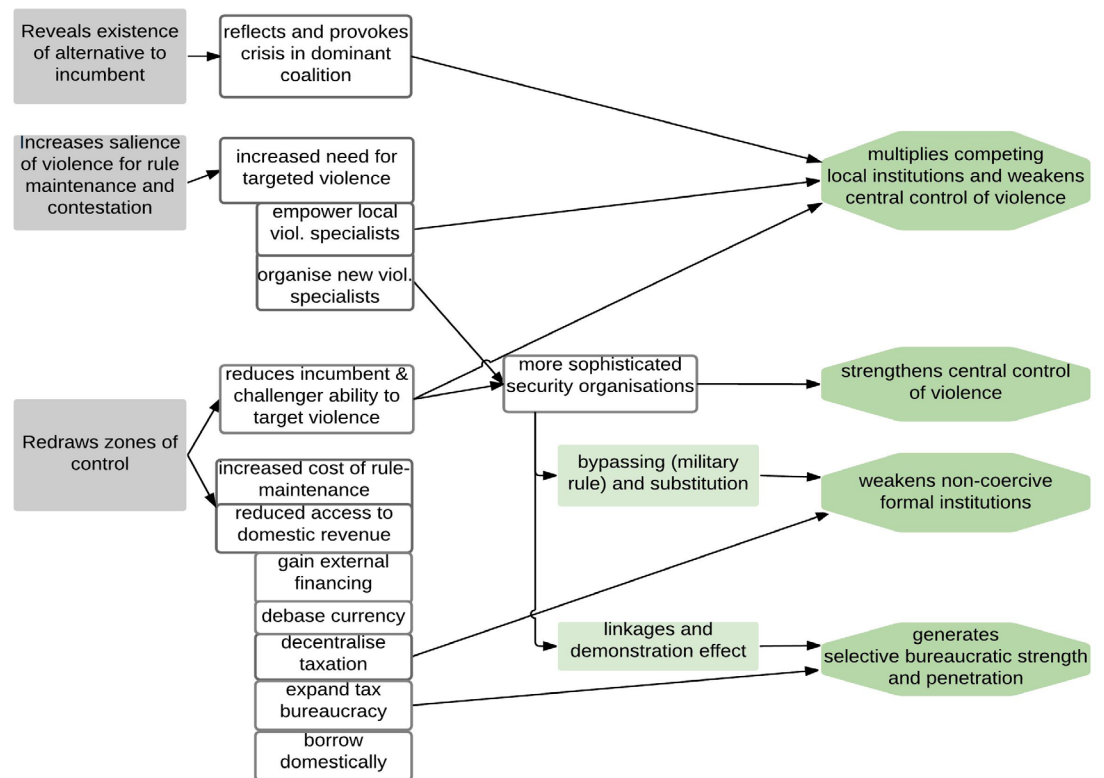 Reveals existence
of alternative to
incumbent
reflects and provokes
crisis in dominant
coalition
Increases salience
of violence for rule
maintenance and
contestation
increased need for
targeted violence
empower local
viol. specialists
organise new viol.
specialists
multiplies competing
local institutions and weakens
central control of violence
Redraws zones of
control
reduces incumbent &
challenger ability to
target violence
increased cost of rule-
maintenance
reduced access to
domestic revenue
gain external
financing
debase currency
decentralise
taxation
expand tax
bureaucracy
borrow
domestically
more sophisticated
security organisations
bypassing (military
rule) and substitution
linkages and
demonstration effect
strengthens central control
of violence
weakens non-coercive
formal institutions
generates
selective bureaucratic strength
and penetration